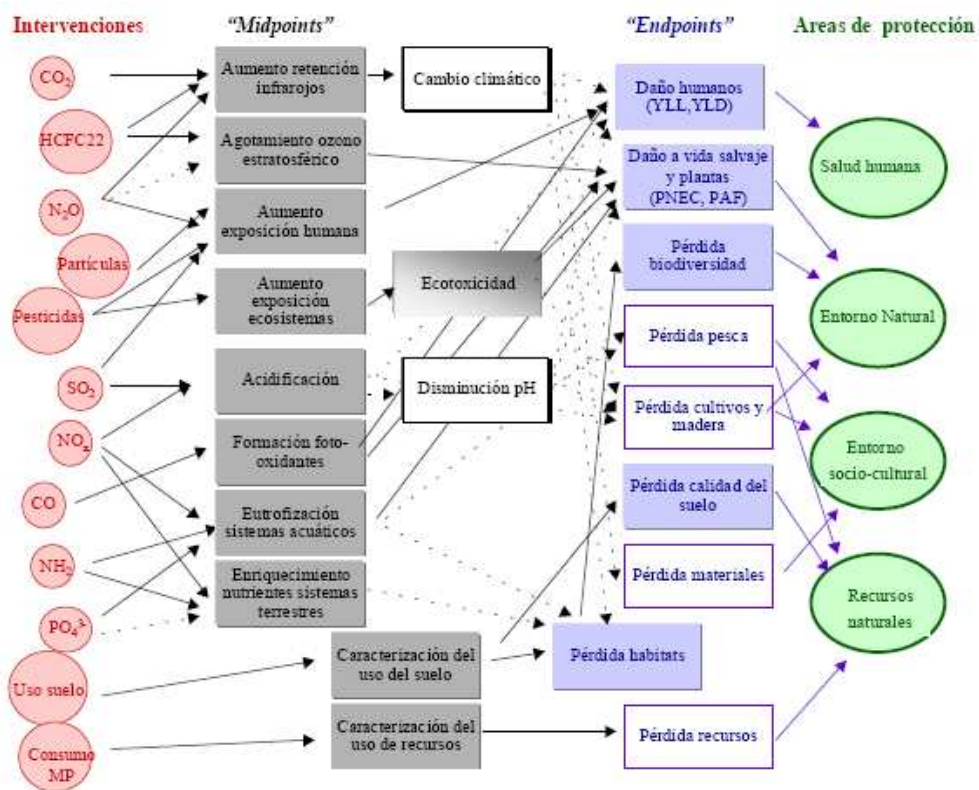 Intervenciones
“Midpoints”
“Endpoints”
Areas de protección
CO2
HCFC22
N2O
Partículas
Pesticidas
SO2
NOx
CO
NH2
PO4 3-
Uso suelo
Consumo
MP
Aumento retención
infrarojos
Agotamiento ozono
estratosférico
Aumento
exposición humana
Aumento
exposición
ecosistemas
Acidificación
Formación foto-
oxidantes
Eutrofización
sistemas acuáticos
Enriquecimiento
nutrientes sistemas
terrestres
Caracterización del
uso del suelo
Caracterización del
uso de recursos
Cambio climático
Ecotoxicidad
Disminución pH
Daño humanos
(YLL,YLD)
Daño a vida salvaje
y plantas
(PNEC, PAF)
Pérdida
biodiversidad
Pérdida pesca
Pérdida cultivos y
madera
Pérdida calidad del
suelo
Pérdida materiales
Pérdida habitats
Pérdida recursos
Salud humana
Entorno Natural
Entorno
socio-cultural
Recursos
naturales